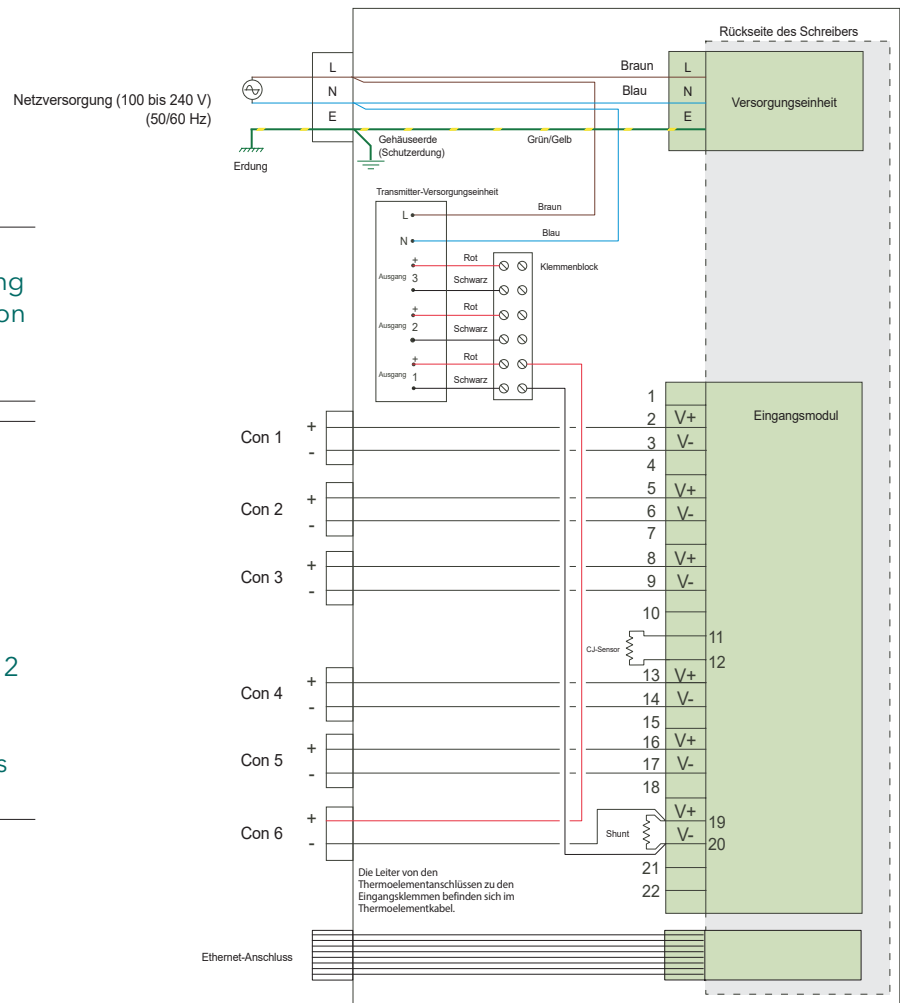 Rückseite des Schreibers
L
N
E
Braun
Blau
L
N
E
Versorgungseinheit
Netzversorgung (100 bis 240 V)
(50/60 Hz)
Erdung
Gehäuseerde
(Schutzerdung)
Grün/Gelb
Transmitter-Versorgungseinheit
L
N
Braun
Blau
+
Ausgang 3
Rot
Schwarz
Klemmenblock
+
Ausgang 2
Rot
Schwarz
+
Ausgang 1
Rot
Schwarz
ng
on
2
s
Eingangsmodul
1
Con 1
+
-
+
-
2 V+
3 V-
4
Con 2
+
-
+
-
5 V+
6 V-
7
Con 3
+
-
+
-
8 V+
9 V-
10
CJ-Sensor
11
12
Con 4
+
-
+
-
13 V+
14 V-
15
Con 5
+
-
+
-
16 V+
17 V-
18
Con 6
+
-
Shunt
V+ 19
V- 20
21
22
Die Leiter von den
Thermoelementanschlüssen zu den
Eingangsklemmen befinden sich im
Thermoelementkabel.
Ethernet-Anschluss